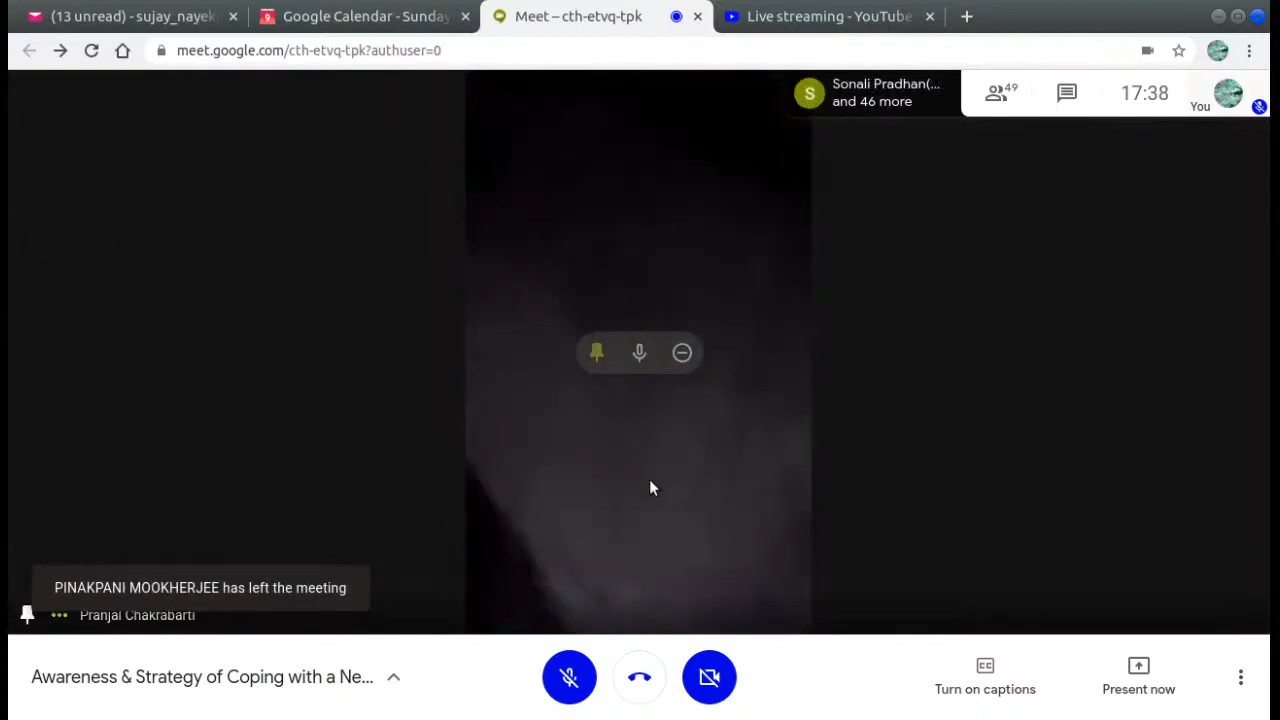 (13 unread) - sujay_nayek
Google Calendar - Sunday
Meet – cth-etvq-tpk
Live streaming - YouTube
meet.google.com/cth-etvq-tpk?authuser=0
S
Sonali Pradhan(...
and 46 more
49
17:38
You
PINAKPANI MOOKHERJEE has left the meeting
Pranjal Chakrabarti
Awareness & Strategy of Coping with a Ne...
CC
Turn on captions
Present now